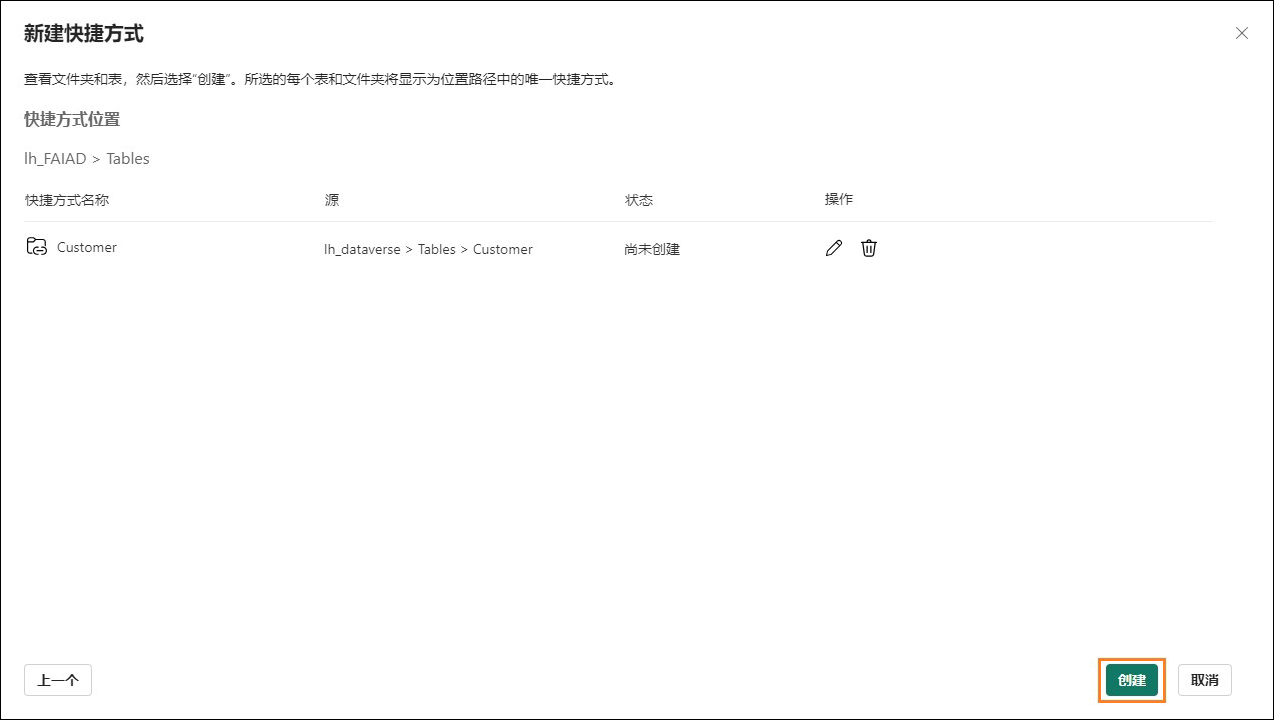 新建快捷方式
查看文件夹和表，然后选择“创建”。所选的每个表和文件夹将显示为位置路径中的唯一快捷方式。
快捷方式位置
lh_FAIAD > Tables
快捷方式名称 源 状态 操作
Customer lh_dataverse > Tables > Customer 尚未创建
上一个 创建 取消